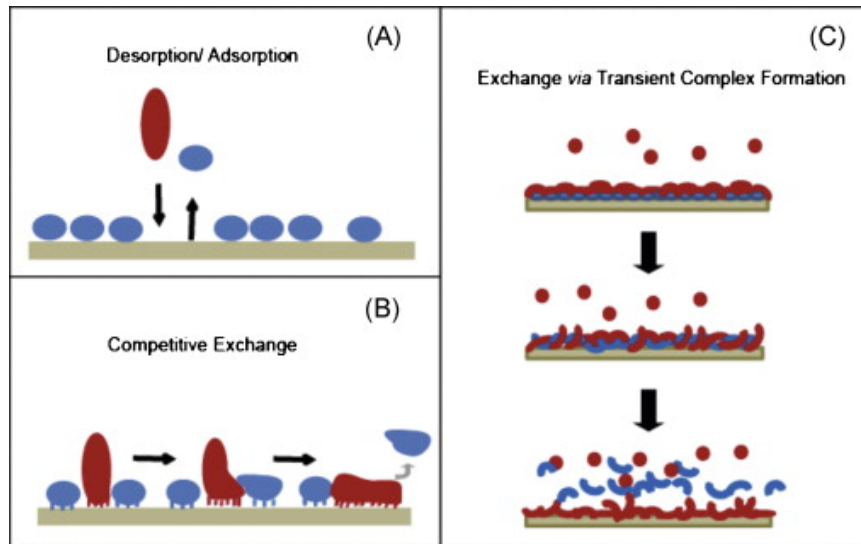 (A)
Desorption/ Adsorption
(B)
Competitive Exchange
(C)
Exchange via Transient Complex Formation